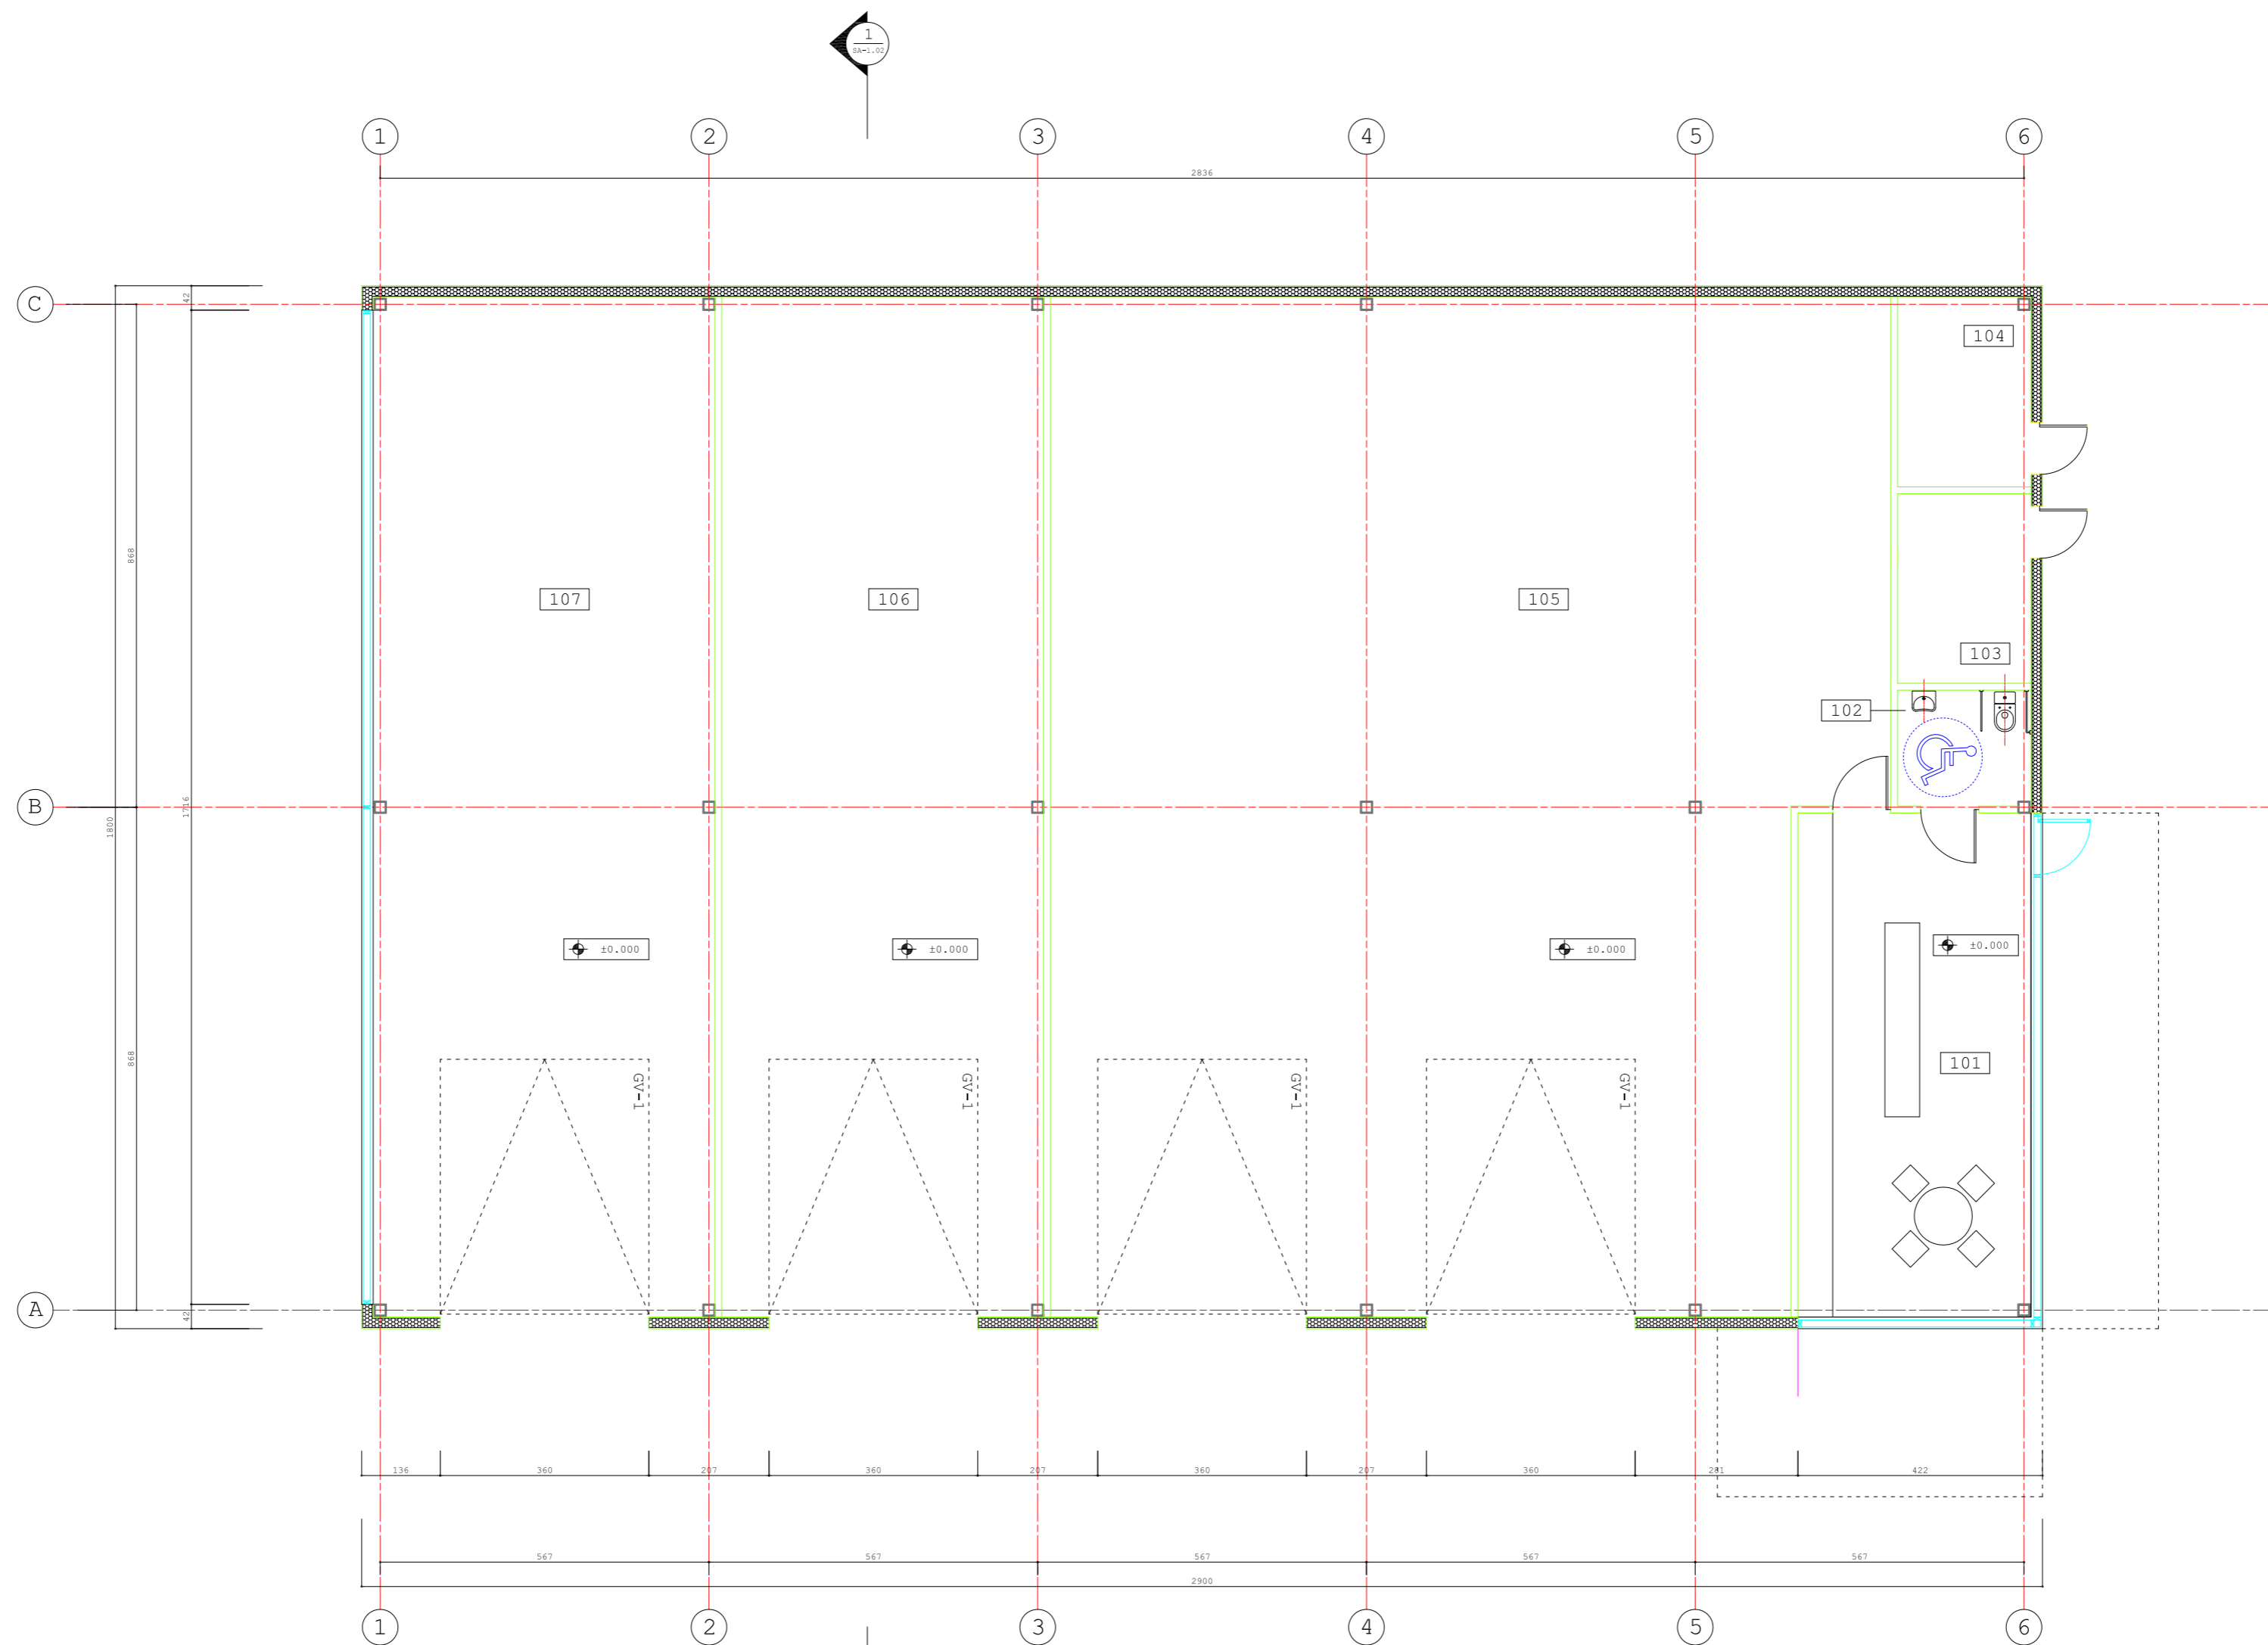 1
SA-1.02
1 2 3 4 5 6
2836
C
42
104
868
107 106 105
103
102
B
1716
1800
±0.000 ±0.000 ±0.000 ±0.000
868
101
GV-1 GV-1 GV-1 GV-1
A
42
136 360 207 360 207 360 207 360 281 422
567 567 567 567 567
2900
1 2 3 4 5 6